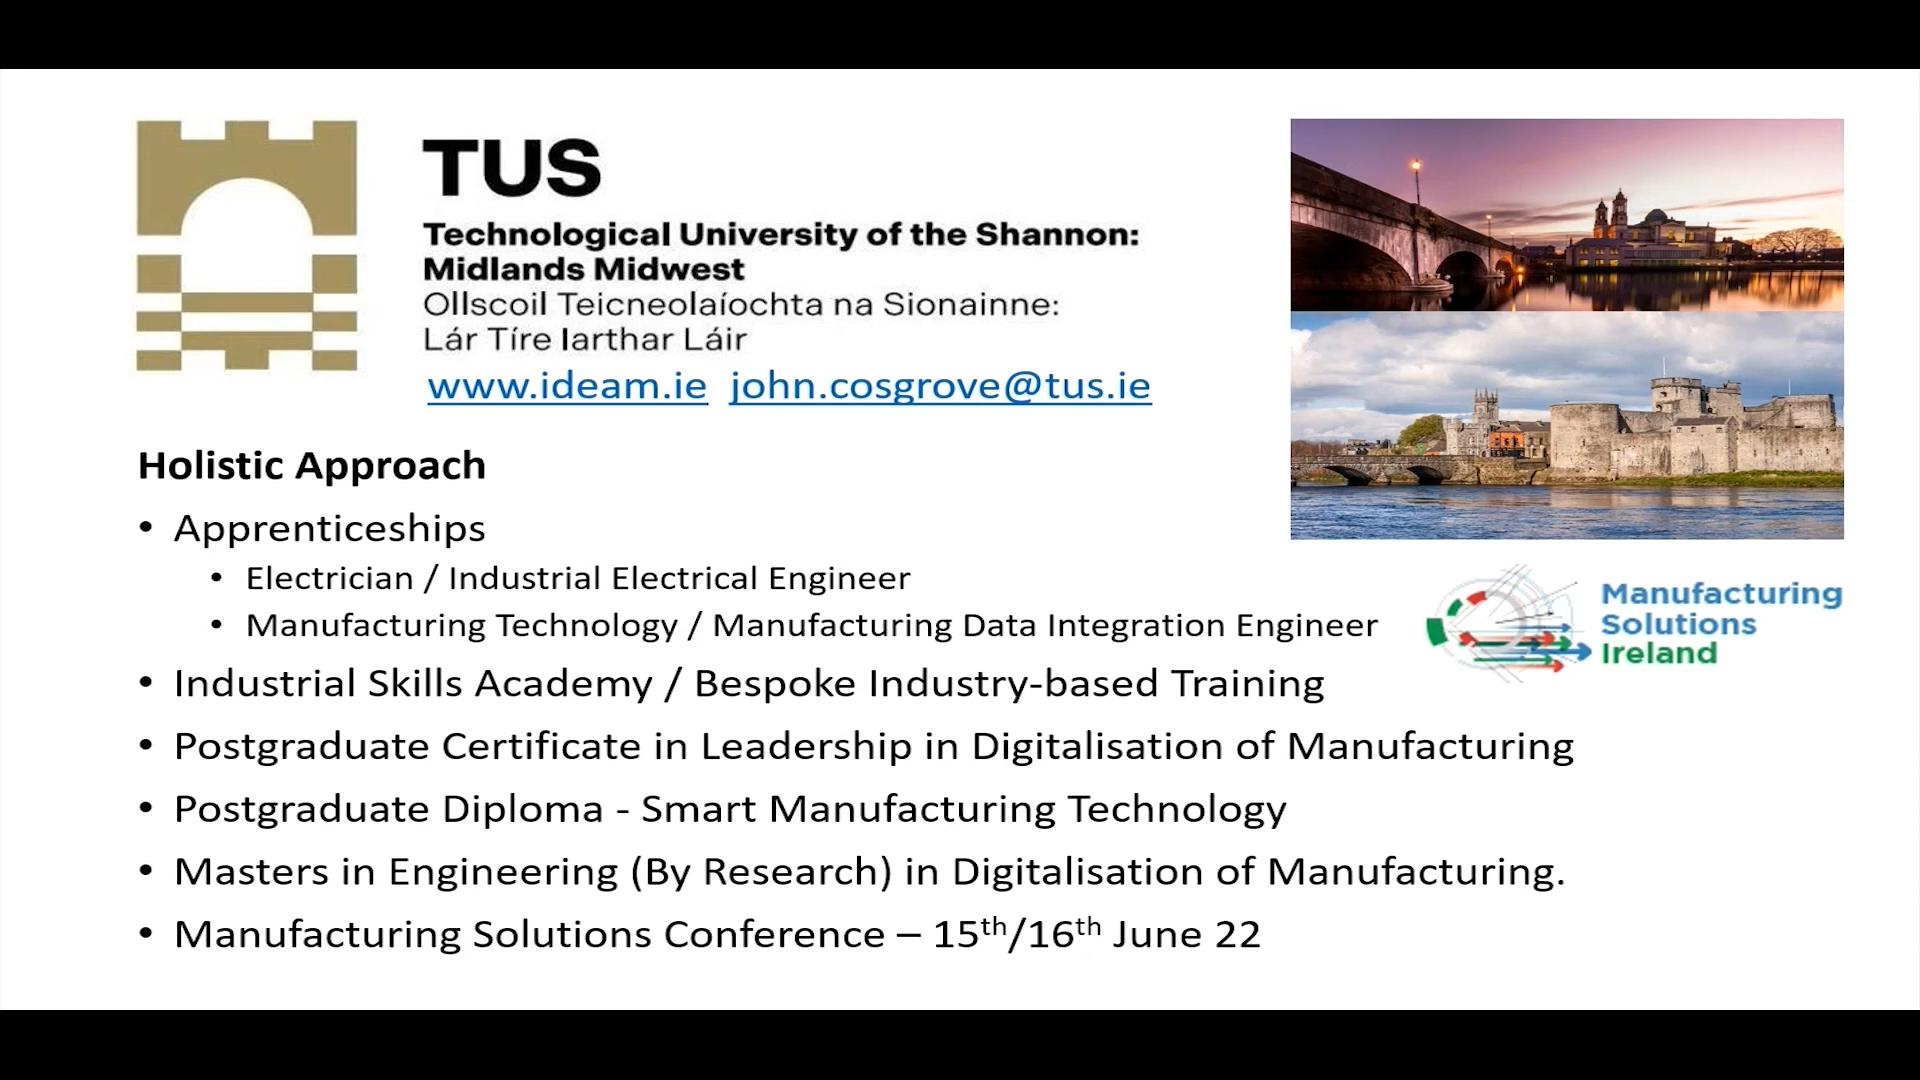 TUS
Technological University of the Shannon:
Midlands Midwest
Ollscoil Teicneolaíochta na Sionainne:
Lár Tíre Iarthar Láir
www.ideam.ie john.cosgrove@tus.ie
Holistic Approach
• Apprenticeships
• Electrician / Industrial Electrical Engineer
• Manufacturing Technology / Manufacturing Data Integration Engineer
Manufacturing
Solutions
Ireland
• Industrial Skills Academy / Bespoke Industry-based Training
• Postgraduate Certificate in Leadership in Digitalisation of Manufacturing
• Postgraduate Diploma - Smart Manufacturing Technology
• Masters in Engineering (By Research) in Digitalisation of Manufacturing.
• Manufacturing Solutions Conference – 15th/16th June 22